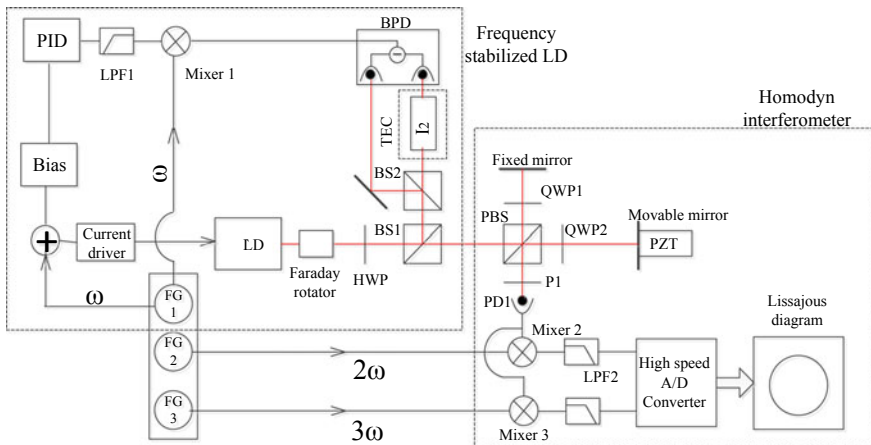 BPD
Frequency
stabilized LD
PID
LPF1
Mixer 1
TEC
I2
Homodyn
interferometer
Fixed mirror
Bias
ω
BS2
QWP1
PBS
QWP2
Movable mirror
PZT
BS1
Current
driver
LD
Faraday
rotator
HWP
P1
PD1
ω
FG
1
Lissajous
diagram
Mixer 2
FG
2
2ω
LPF2
High speed
A/D
Converter
FG
3
3ω
Mixer 3